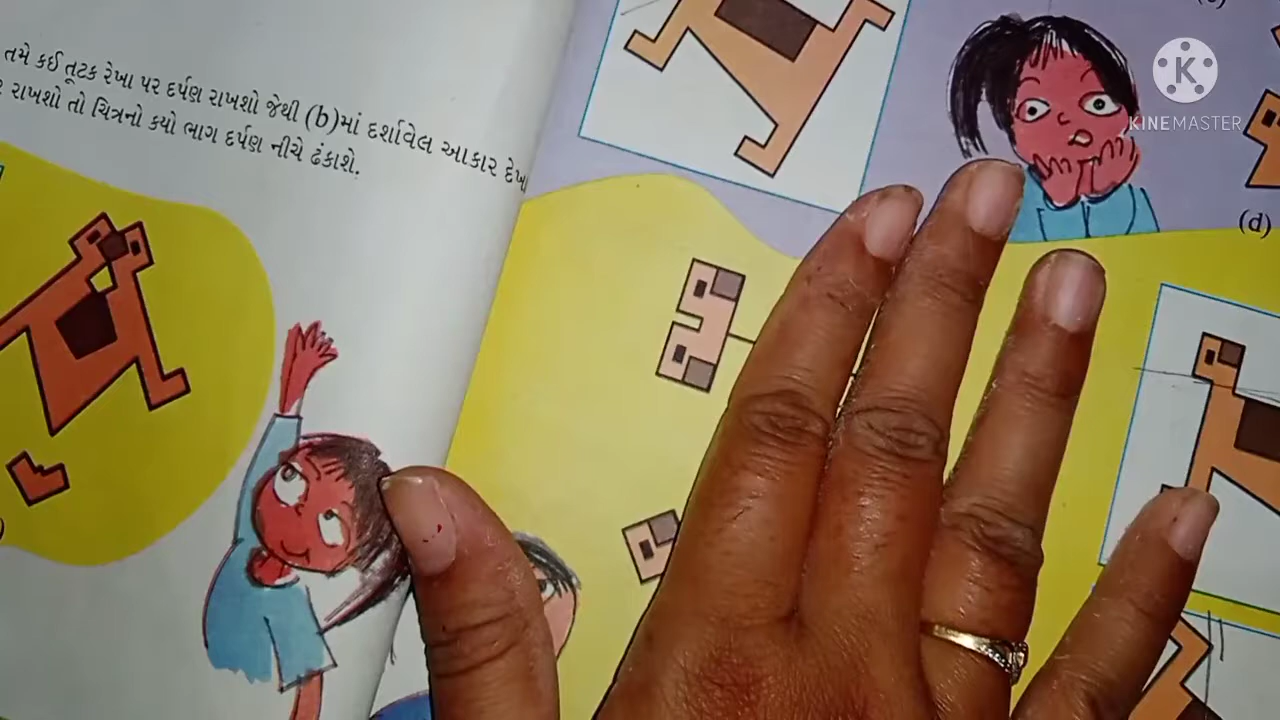 તમે કઈ તૂટક રેખા પર દર્પણ રાખશો જેથી (b)માં દર્શાવેલ આકાર દેખ
રાખશો તો ચિત્રનો કયો ભાગ દર્પણ નીચે ઢંકાશે.
K
KINEMASTER
(d)